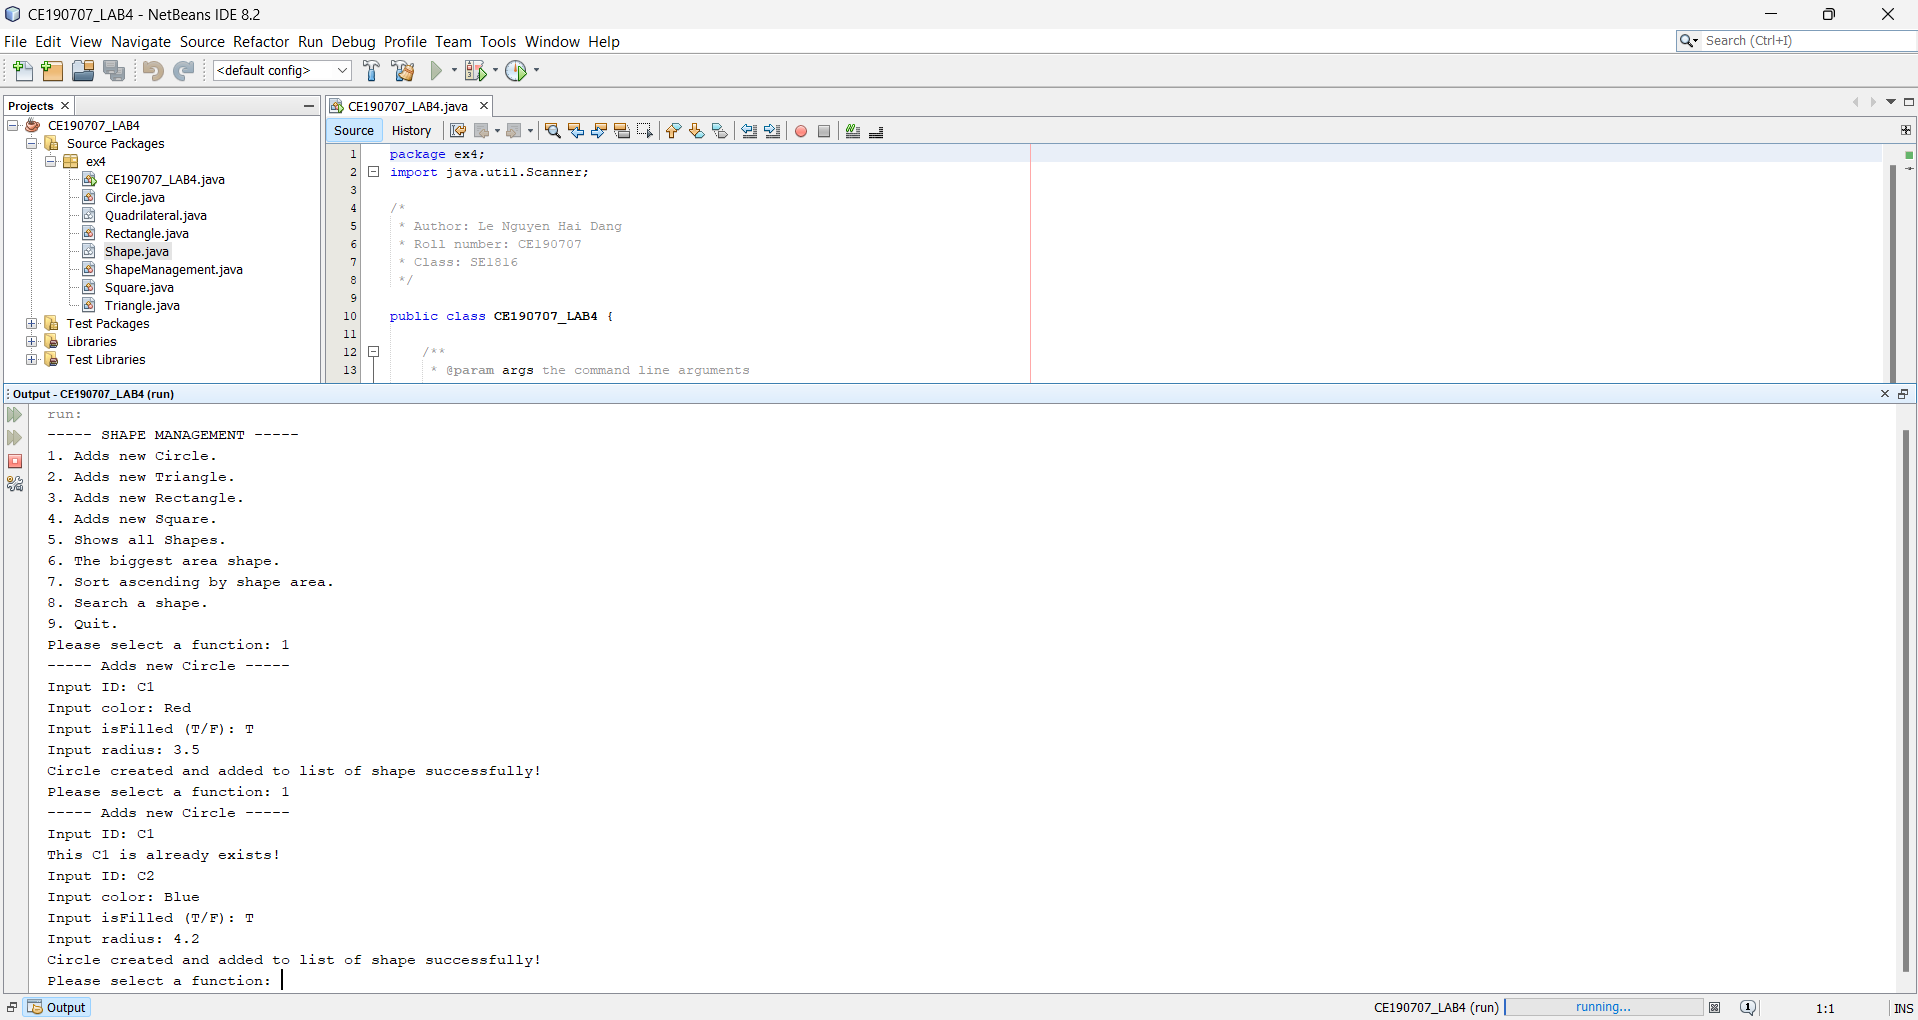 CE190707_LAB4 - NetBeans IDE 8.2
File Edit View Navigate Source Refactor Run Debug Profile Team Tools Window Help
Search (Ctrl+I)
<default config>
Projects
CE190707_LAB4
Source Packages
ex4
CE190707_LAB4.java
Circle.java
Quadrilateral.java
Rectangle.java
Shape.java
ShapeManagement.java
Square.java
Triangle.java
Test Packages
Libraries
Test Libraries
CE190707_LAB4.java
Source History
1 package ex4;
2 import java.util.Scanner;
3
4 /*
5 * Author: Le Nguyen Hai Dang
6 * Roll number: CE190707
7 * Class: SE1816
8 */
9
10 public class CE190707_LAB4 {
11
12 /**
13 * @param args the command line arguments
Output - CE190707_LAB4 (run)
run:
----- SHAPE MANAGEMENT -----
1. Adds new Circle.
2. Adds new Triangle.
3. Adds new Rectangle.
4. Adds new Square.
5. Shows all Shapes.
6. The biggest area shape.
7. Sort ascending by shape area.
8. Search a shape.
9. Quit.
Please select a function: 1
----- Adds new Circle -----
Input ID: C1
Input color: Red
Input isFilled (T/F): T
Input radius: 3.5
Circle created and added to list of shape successfully!
Please select a function: 1
----- Adds new Circle -----
Input ID: C1
This C1 is already exists!
Input ID: C2
Input color: Blue
Input isFilled (T/F): T
Input radius: 4.2
Circle created and added to list of shape successfully!
Please select a function:
Output
CE190707_LAB4 (run)
running...
1
1:1
INS